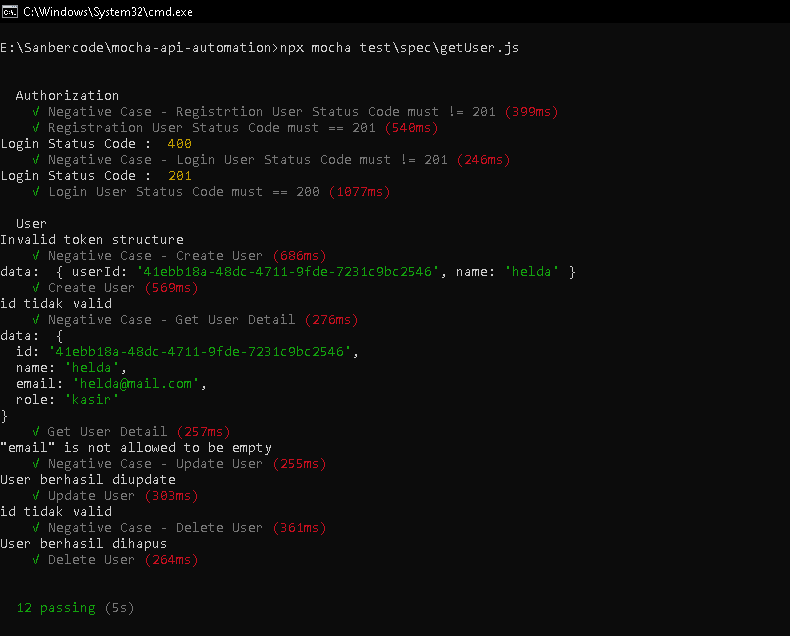 C:\Windows\System32\cmd.exe
E:\Sanbercode\mocha-api-automation>npx mocha test\spec\getUser.js
Authorization
√ Negative Case - Registrtion User Status Code must != 201 (399ms)
√ Registration User Status Code must == 201 (540ms)
Login Status Code :  400
√ Negative Case - Login User Status Code must != 201 (246ms)
Login Status Code :  201
√ Login User Status Code must == 200 (1077ms)
User
Invalid token structure
√ Negative Case - Create User (686ms)
data:  { userId: '41ebb18a-48dc-4711-9fde-7231c9bc2546', name: 'helda' }
√ Create User (569ms)
id tidak valid
√ Negative Case - Get User Detail (276ms)
data:  {
id: '41ebb18a-48dc-4711-9fde-7231c9bc2546',
name: 'helda',
email: 'helda@mail.com',
role: 'kasir'
}
√ Get User Detail (257ms)
"email" is not allowed to be empty
√ Negative Case - Update User (255ms)
User berhasil diupdate
√ Update User (303ms)
id tidak valid
√ Negative Case - Delete User (361ms)
User berhasil dihapus
√ Delete User (264ms)
12 passing (5s)